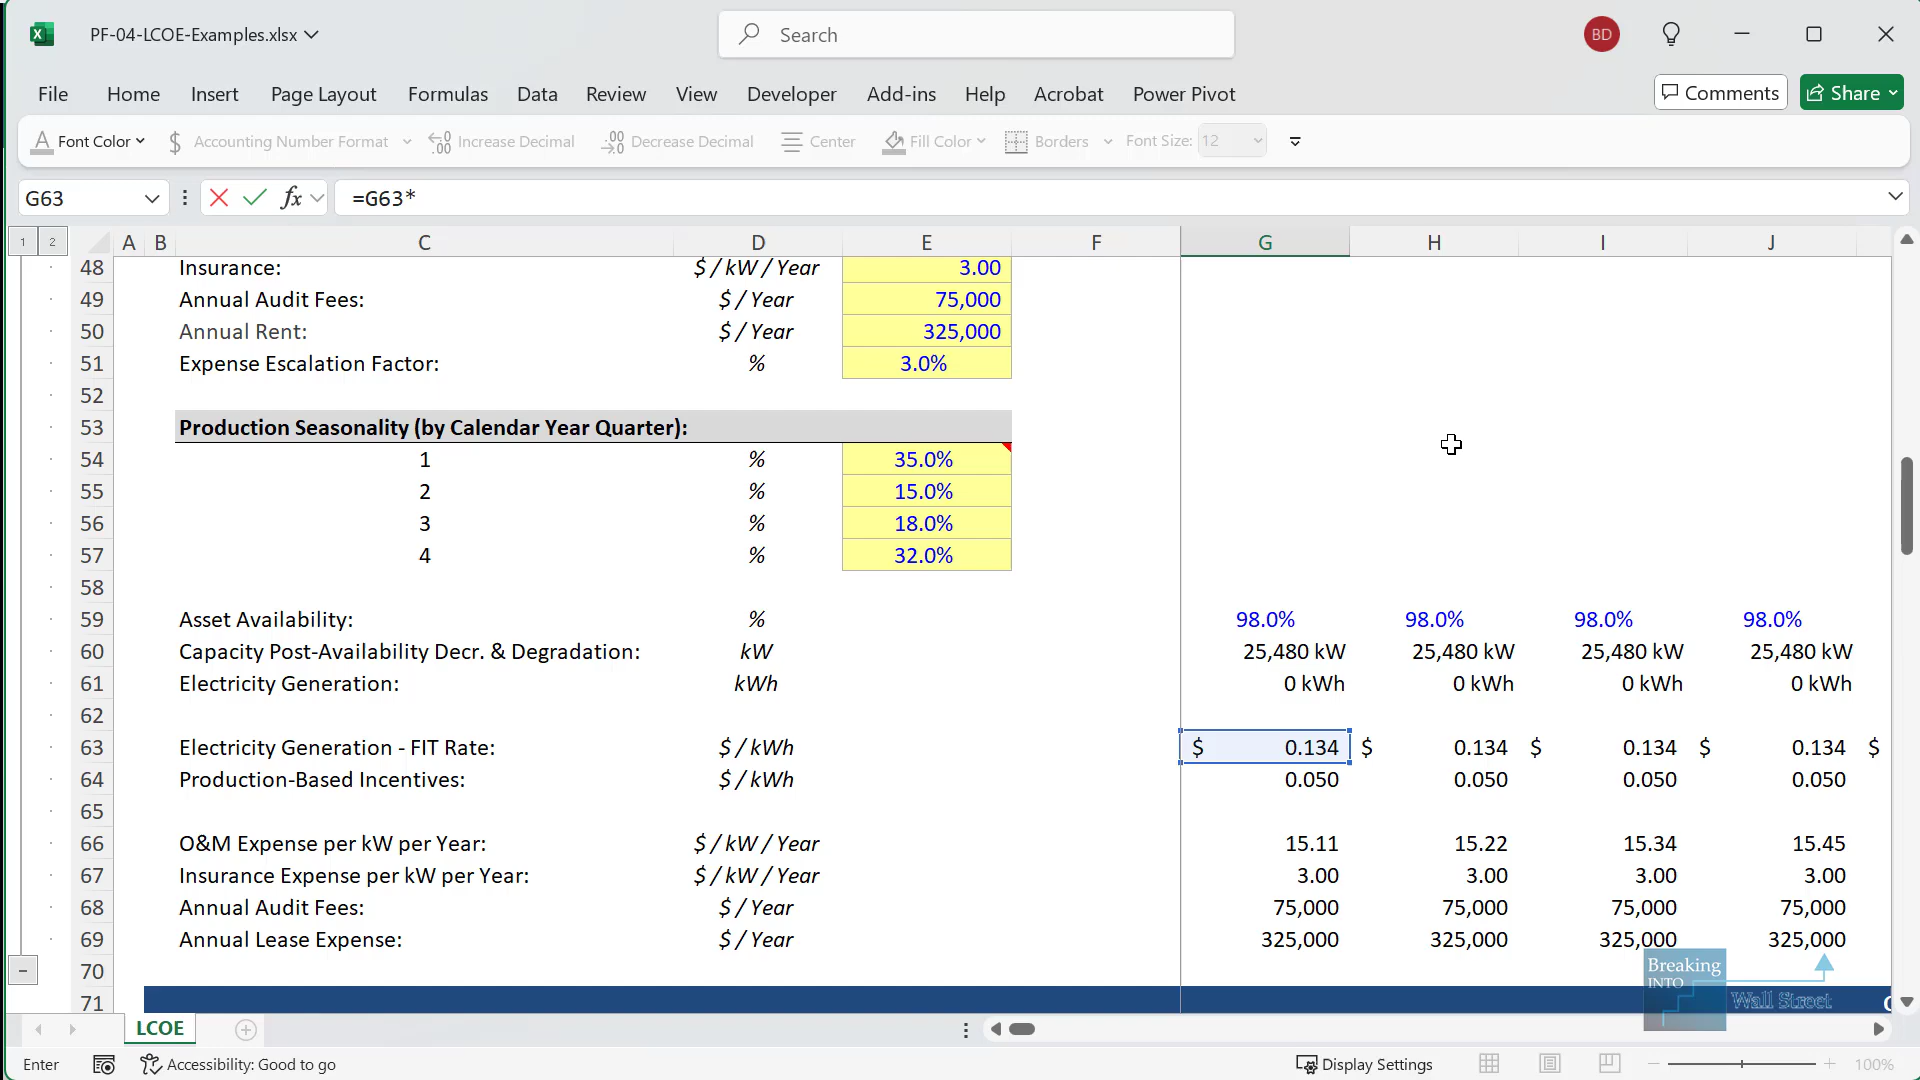 PF-04-LCOE-Examples.xlsx
Search
BD
File Home Insert Page Layout Formulas Data Review View Developer Add-ins Help Acrobat Power Pivot
Comments Share
Font Color $ Accounting Number Format Increase Decimal Decrease Decimal Center Fill Color Borders Font Size: 12
G63 fx =G63*
1 2 A B C D E F G H I J
48 Insurance: $ / kW / Year 3.00
49 Annual Audit Fees: $ / Year 75,000
50 Annual Rent: $ / Year 325,000
51 Expense Escalation Factor: % 3.0%
52
53 Production Seasonality (by Calendar Year Quarter):
54 1 % 35.0%
55 2 % 15.0%
56 3 % 18.0%
57 4 % 32.0%
58
59 Asset Availability: % 98.0% 98.0% 98.0% 98.0%
60 Capacity Post-Availability Decr. & Degradation: kW 25,480 kW 25,480 kW 25,480 kW 25,480 kW
61 Electricity Generation: kWh 0 kWh 0 kWh 0 kWh 0 kWh
62
63 Electricity Generation - FIT Rate: $ / kWh $ 0.134 $ 0.134 $ 0.134 $ 0.134 $
64 Production-Based Incentives: $ / kWh 0.050 0.050 0.050 0.050
65
66 O&M Expense per kW per Year: $ / kW / Year 15.11 15.22 15.34 15.45
67 Insurance Expense per kW per Year: $ / kW / Year 3.00 3.00 3.00 3.00
68 Annual Audit Fees: $ / Year 75,000 75,000 75,000 75,000
69 Annual Lease Expense: $ / Year 325,000 325,000 325,000 325,000
70
71
Breaking
INTO
Wall Street
LCOE
Enter Accessibility: Good to go Display Settings 100%